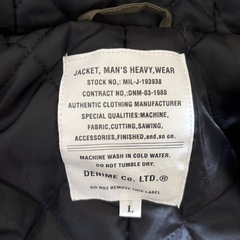 JACKET, MAN'S HEAVY,WEAR
STOCK NO,: MIL-J-193938
CONTRACT NO,:DNM-03-1988
AUTHENTIC CLOTHING MANUFACTURER
SPECIAL QUALITIES:MACHINE,
FABRIC,CUTTING,SAWING,
ACCESSORIES,FINISHED,and,so on.
MACHINE WASH IN COLD WATER.
DO NOT TUMBLE DRY.
DENIME Co. LTD.®
DO NOT REMOVE THIS LABEL
L